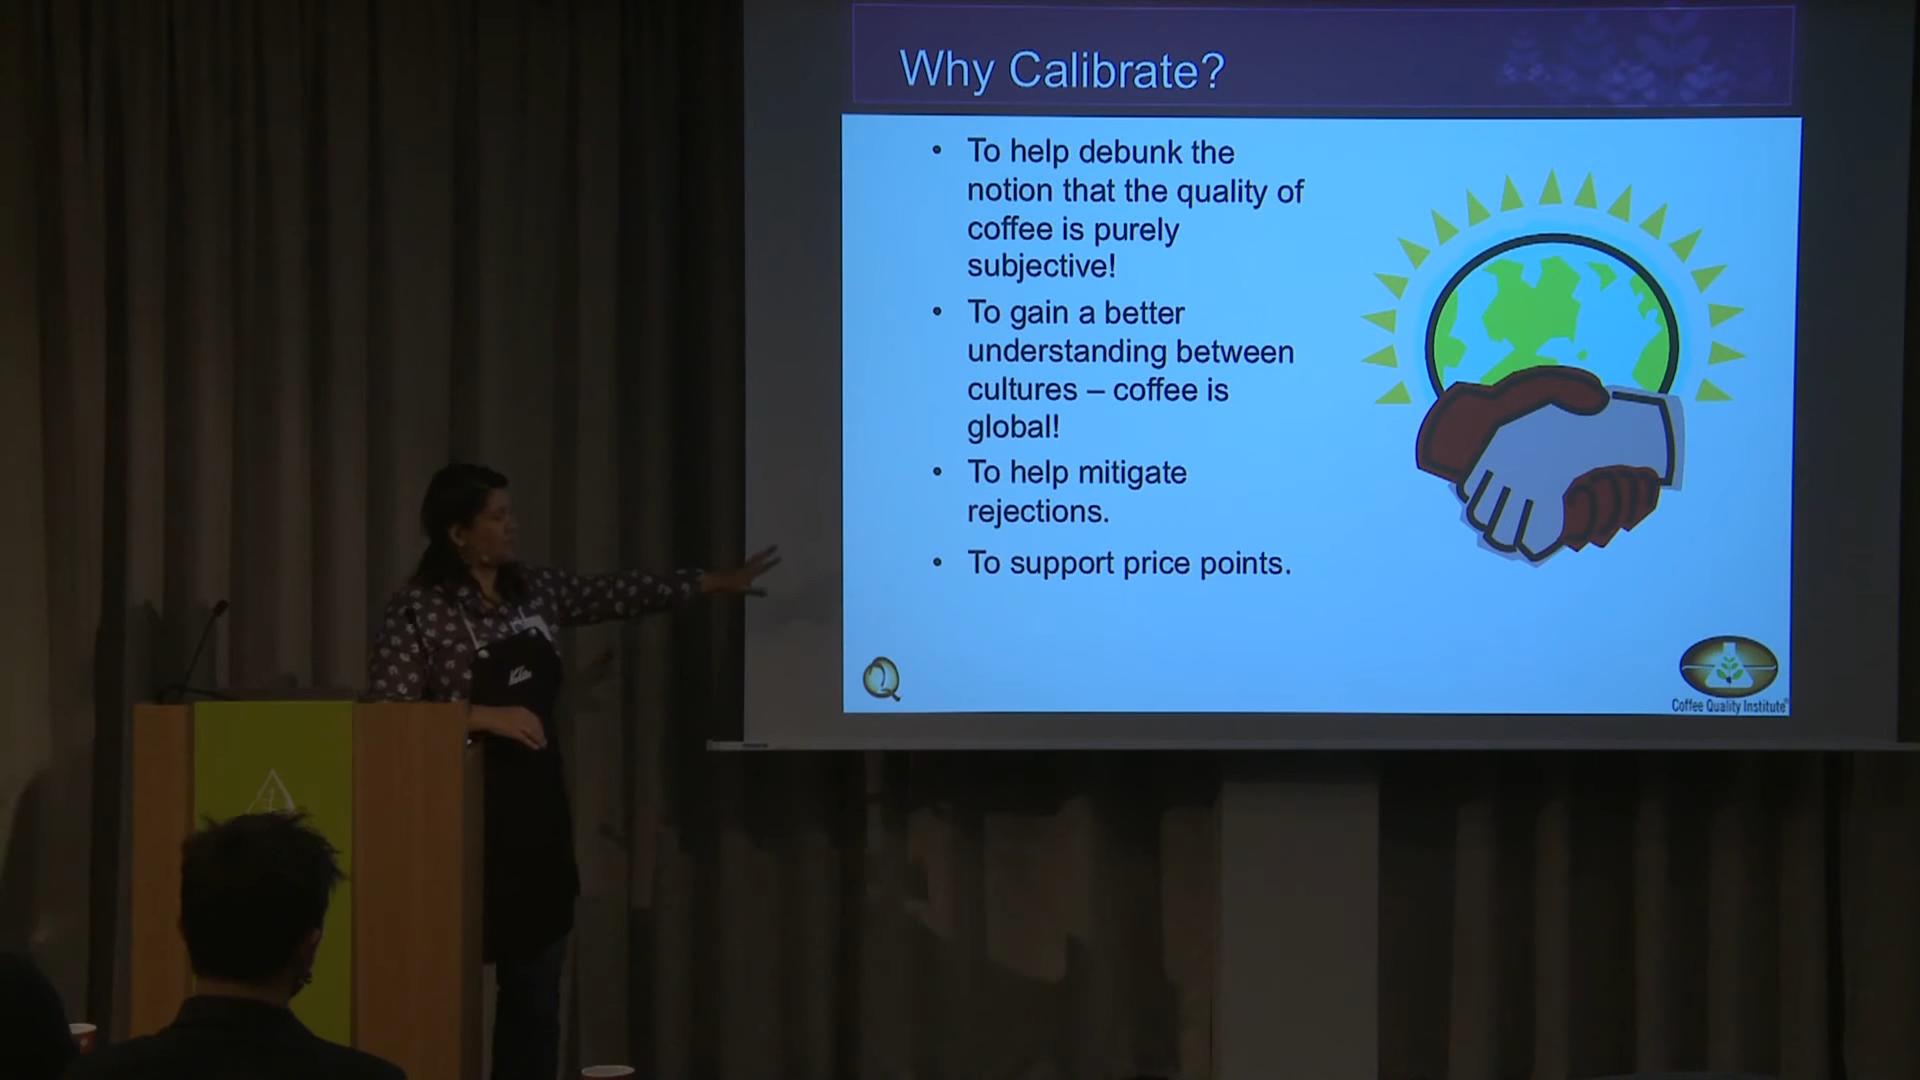 Why Calibrate?
• To help debunk the
notion that the quality of
coffee is purely
subjective!
• To gain a better
understanding between
cultures – coffee is
global!
• To help mitigate
rejections.
• To support price points.
Coffee Quality Institute